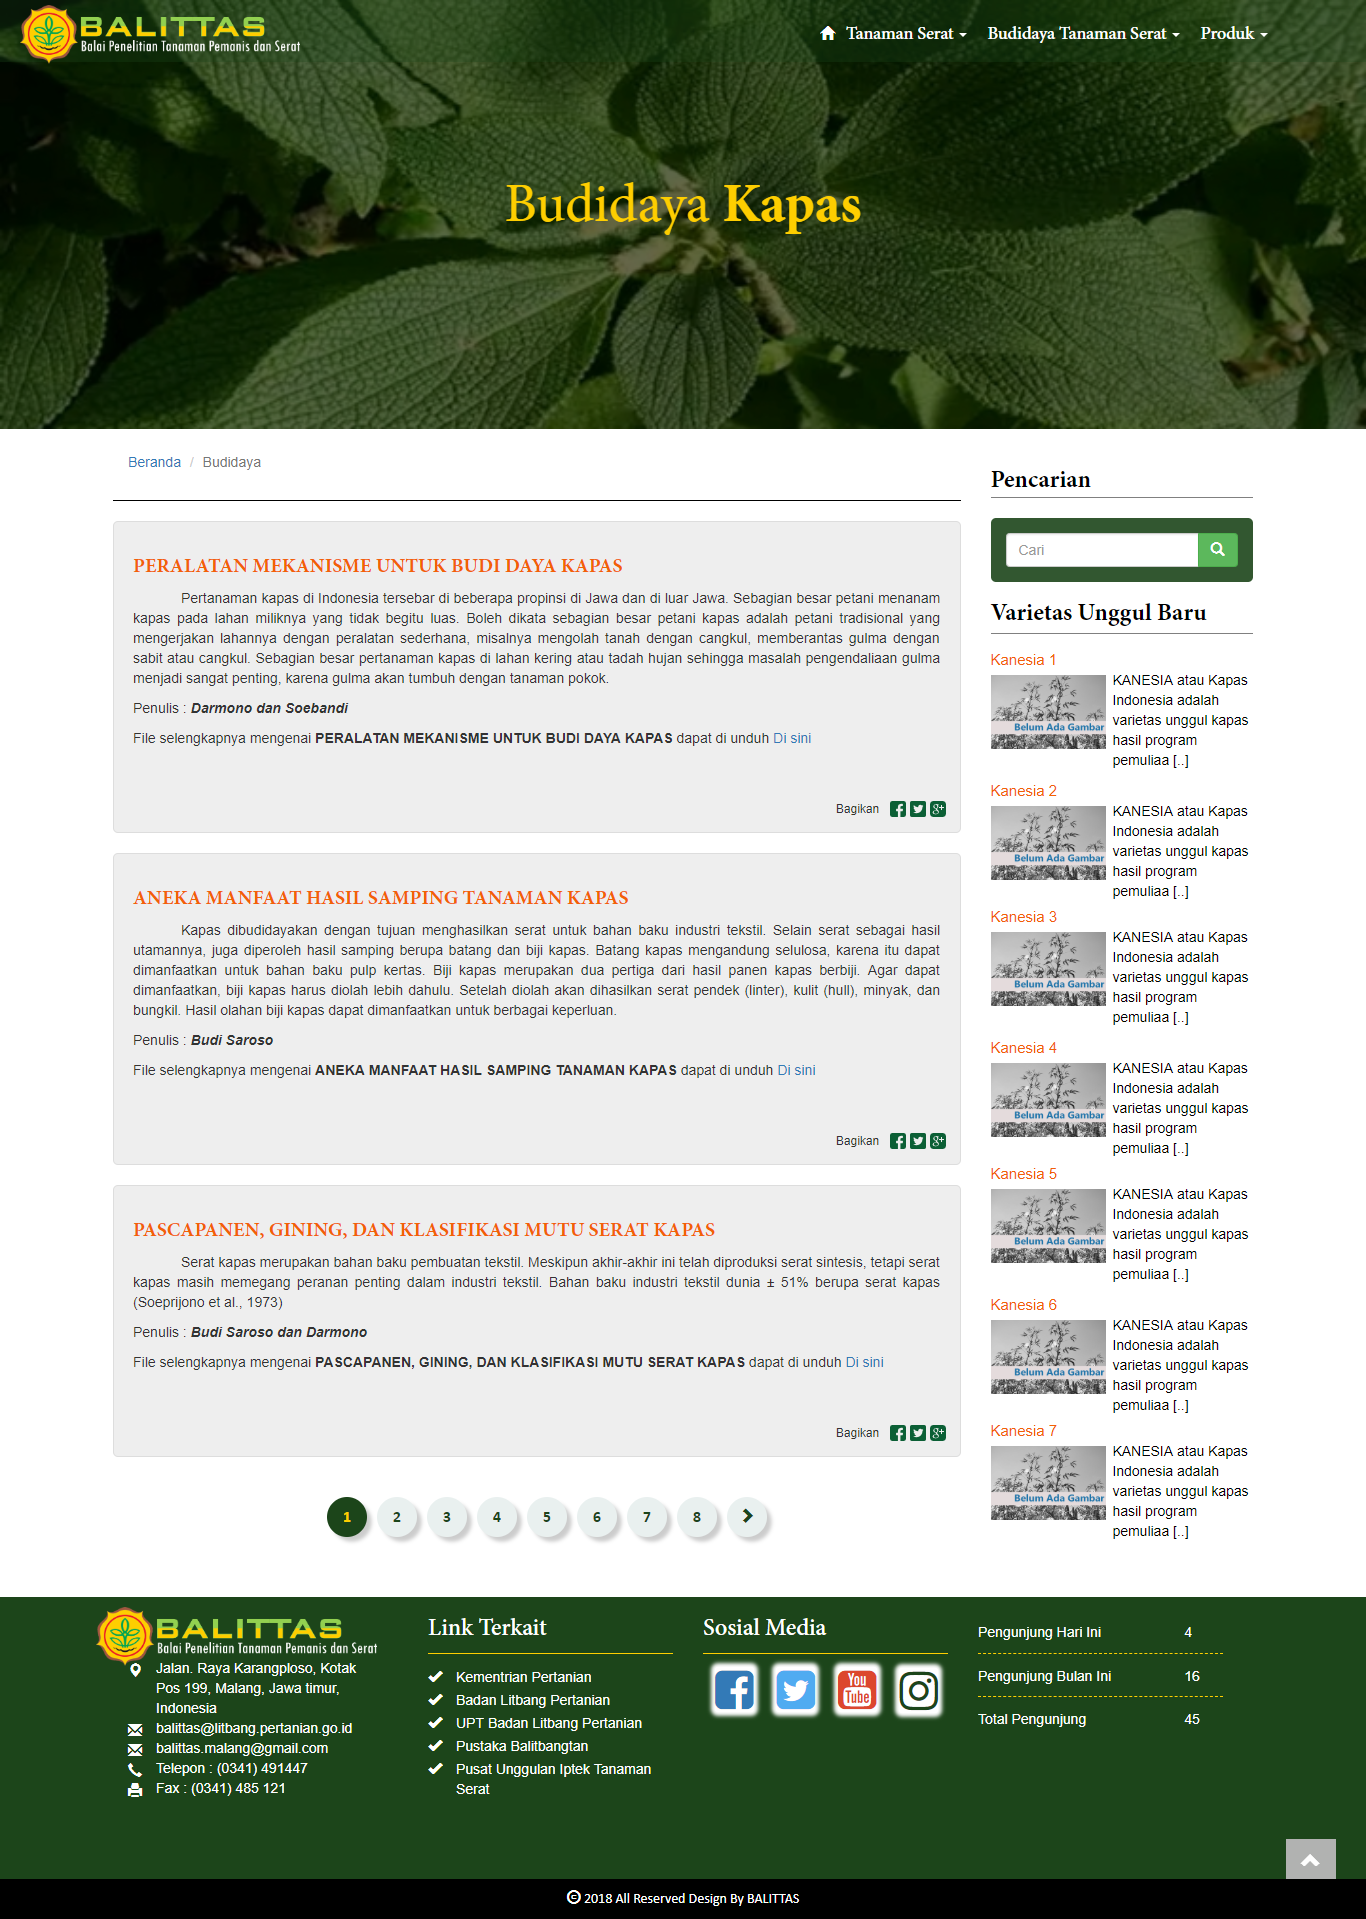 BALITTAS
Balai Penelitian Tanaman Pemanis dan Serat
Tanaman Serat
Budidaya Tanaman Serat
Produk
Budidaya Kapas
Beranda / Budidaya
PERALATAN MEKANISME UNTUK BUDI DAYA KAPAS
Pertanaman kapas di Indonesia tersebar di beberapa propinsi di Jawa dan di luar Jawa. Sebagian besar petani menanam
kapas pada lahan miliknya yang tidak begitu luas. Boleh dikata sebagian besar petani kapas adalah petani tradisional yang
mengerjakan lahannya dengan peralatan sederhana, misalnya mengolah tanah dengan cangkul, memberantas gulma dengan
sabit atau cangkul. Sebagian besar pertanaman kapas di lahan kering atau tadah hujan sehingga masalah pengendaliaan gulma
menjadi sangat penting, karena gulma akan tumbuh dengan tanaman pokok.
Penulis : Darmono dan Soebandi
File selengkapnya mengenai PERALATAN MEKANISME UNTUK BUDI DAYA KAPAS dapat di unduh Di sini
Bagikan
ANEKA MANFAAT HASIL SAMPING TANAMAN KAPAS
Kapas dibudidayakan dengan tujuan menghasilkan serat untuk bahan baku industri tekstil. Selain serat sebagai hasil
utamannya, juga diperoleh hasil samping berupa batang dan biji kapas. Batang kapas mengandung selulosa, karena itu dapat
dimanfaatkan untuk bahan baku pulp kertas. Biji kapas merupakan dua pertiga dari hasil panen kapas berbiji. Agar dapat
dimanfaatkan, biji kapas harus diolah lebih dahulu. Setelah diolah akan dihasilkan serat pendek (linter), kulit (hull), minyak, dan
bungkil. Hasil olahan biji kapas dapat dimanfaatkan untuk berbagai keperluan.
Penulis : Budi Saroso
File selengkapnya mengenai ANEKA MANFAAT HASIL SAMPING TANAMAN KAPAS dapat di unduh Di sini
Bagikan
PASCAPANEN, GINING, DAN KLASIFIKASI MUTU SERAT KAPAS
Serat kapas merupakan bahan baku pembuatan tekstil. Meskipun akhir-akhir ini telah diproduksi serat sintesis, tetapi serat
kapas masih memegang peranan penting dalam industri tekstil. Bahan baku industri tekstil dunia ± 51% berupa serat kapas
(Soeprijono et al., 1973)
Penulis : Budi Saroso dan Darmono
File selengkapnya mengenai PASCAPANEN, GINING, DAN KLASIFIKASI MUTU SERAT KAPAS dapat di unduh Di sini
Bagikan
1 2 3 4 5 6 7 8
Pencarian
Cari
Varietas Unggul Baru
Kanesia 1
Belum Ada Gambar
KANESIA atau Kapas
Indonesia adalah
varietas unggul kapas
hasil program
pemuliaa [..]
Kanesia 2
Belum Ada Gambar
KANESIA atau Kapas
Indonesia adalah
varietas unggul kapas
hasil program
pemuliaa [..]
Kanesia 3
Belum Ada Gambar
KANESIA atau Kapas
Indonesia adalah
varietas unggul kapas
hasil program
pemuliaa [..]
Kanesia 4
Belum Ada Gambar
KANESIA atau Kapas
Indonesia adalah
varietas unggul kapas
hasil program
pemuliaa [..]
Kanesia 5
Belum Ada Gambar
KANESIA atau Kapas
Indonesia adalah
varietas unggul kapas
hasil program
pemuliaa [..]
Kanesia 6
Belum Ada Gambar
KANESIA atau Kapas
Indonesia adalah
varietas unggul kapas
hasil program
pemuliaa [..]
Kanesia 7
Belum Ada Gambar
KANESIA atau Kapas
Indonesia adalah
varietas unggul kapas
hasil program
pemuliaa [..]
BALITTAS
Balai Penelitian Tanaman Pemanis dan Serat
Jalan. Raya Karangploso, Kotak
Pos 199, Malang, Jawa timur,
Indonesia
balittas@litbang.pertanian.go.id
balittas.malang@gmail.com
Telepon : (0341) 491447
Fax : (0341) 485 121
Link Terkait
Kementrian Pertanian
Badan Litbang Pertanian
UPT Badan Litbang Pertanian
Pustaka Balitbangtan
Pusat Unggulan Iptek Tanaman
Serat
Sosial Media
You
Tube
Pengunjung Hari Ini 4
Pengunjung Bulan Ini 16
Total Pengunjung 45
© 2018 All Reserved Design By BALITTAS